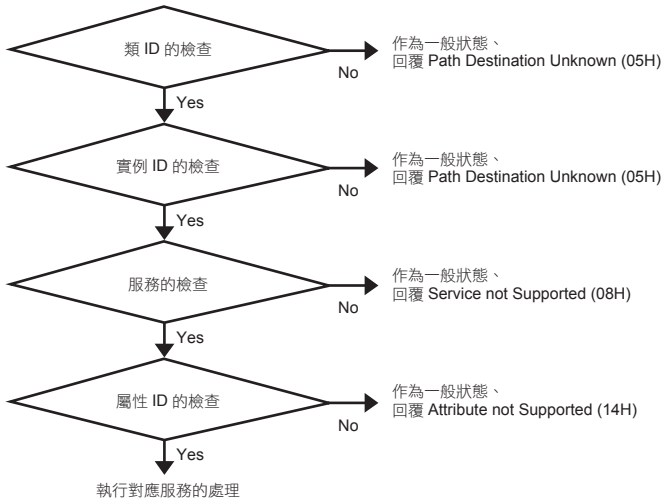 類 ID 的檢查
No
作為一般狀態、
回覆 Path Destination Unknown (05H)
Yes
實例 ID 的檢查
No
作為一般狀態、
回覆 Path Destination Unknown (05H)
Yes
服務的檢查
No
作為一般狀態、
回覆 Service not Supported (08H)
Yes
屬性 ID 的檢查
No
作為一般狀態、
回覆 Attribute not Supported (14H)
Yes
執行對應服務的處理